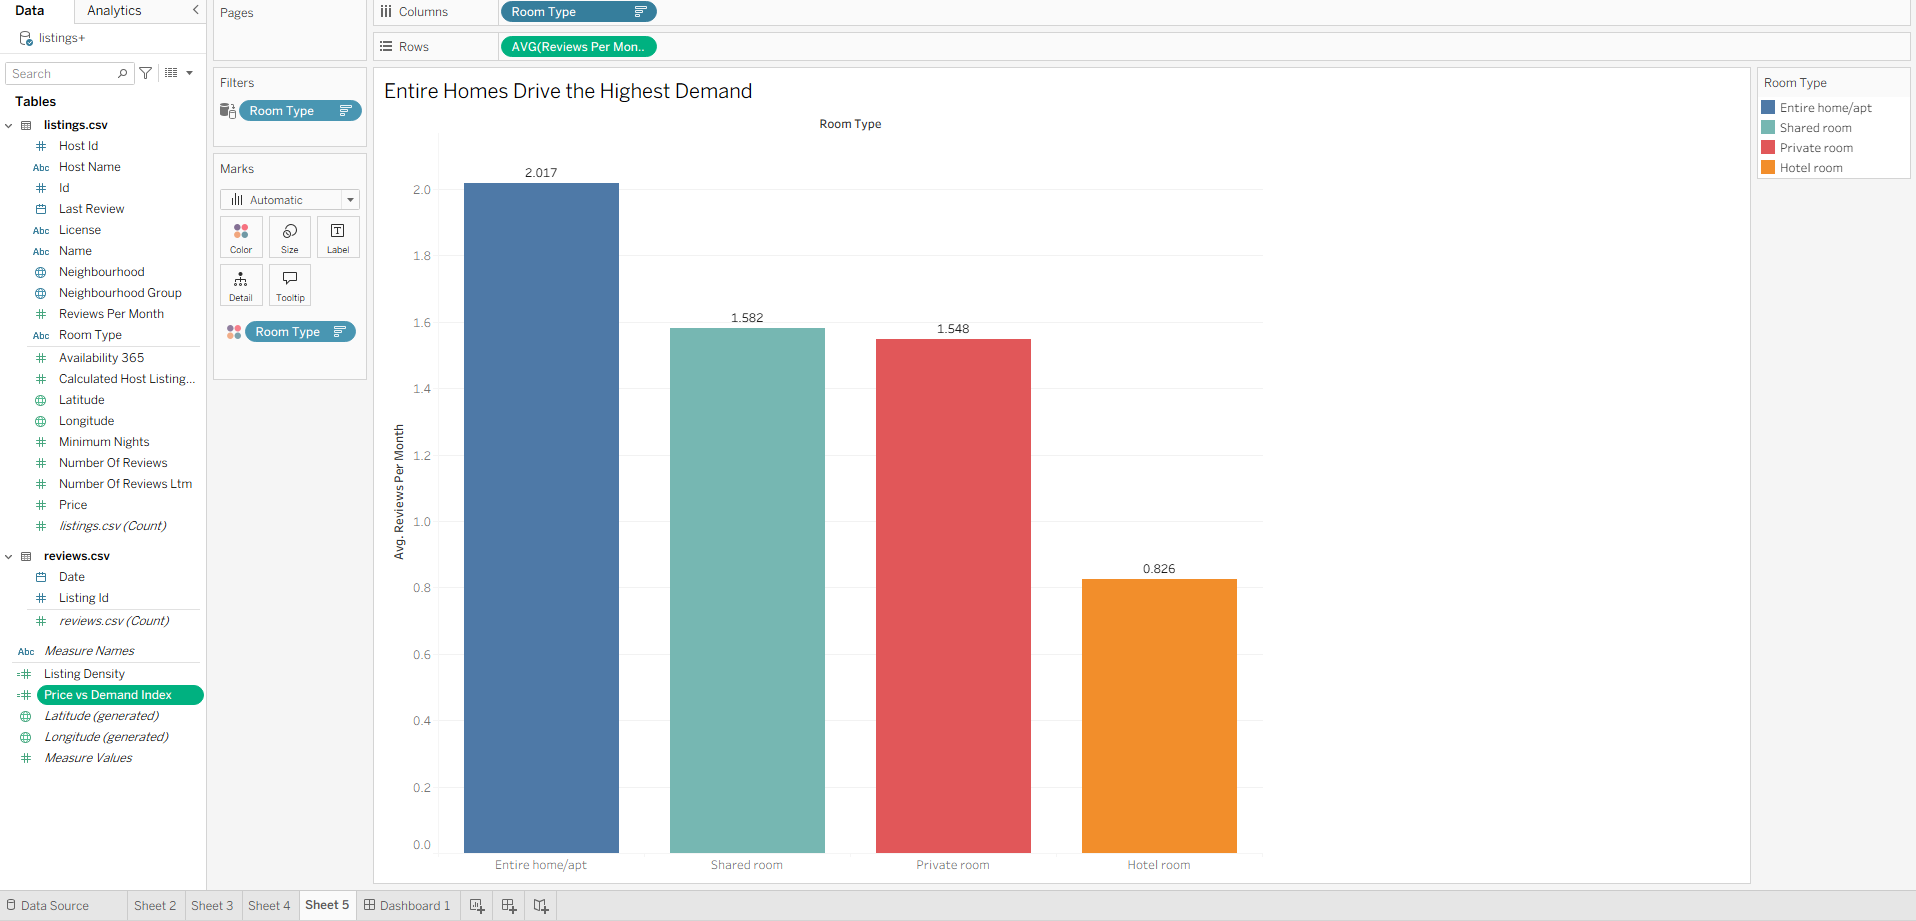 Data
Analytics
listings+
Search
Tables
listings.csv
Host Id
Abc Host Name
Id
Last Review
Abc License
Abc Name
Neighbourhood
Neighbourhood Group
Reviews Per Month
Abc Room Type
Availability 365
Calculated Host Listing...
Latitude
Longitude
Minimum Nights
Number Of Reviews
Number Of Reviews Ltm
Price
listings.csv (Count)
reviews.csv
Date
Listing Id
reviews.csv (Count)
Abc Measure Names
Listing Density
Price vs Demand Index
Latitude (generated)
Longitude (generated)
Measure Values
Pages
Filters
Room Type
Marks
Automatic
Color Size Label
Detail Tooltip
Room Type
Columns Room Type
Rows AVG(Reviews Per Mon..
Entire Homes Drive the Highest Demand
Room Type
2.017
1.582
1.548
0.826
Avg. Reviews Per Month
2.0
1.8
1.6
1.4
1.2
1.0
0.8
0.6
0.4
0.2
0.0
Entire home/apt Shared room Private room Hotel room
Room Type
Entire home/apt
Shared room
Private room
Hotel room
Data Source Sheet 2 Sheet 3 Sheet 4 Sheet 5 Dashboard 1